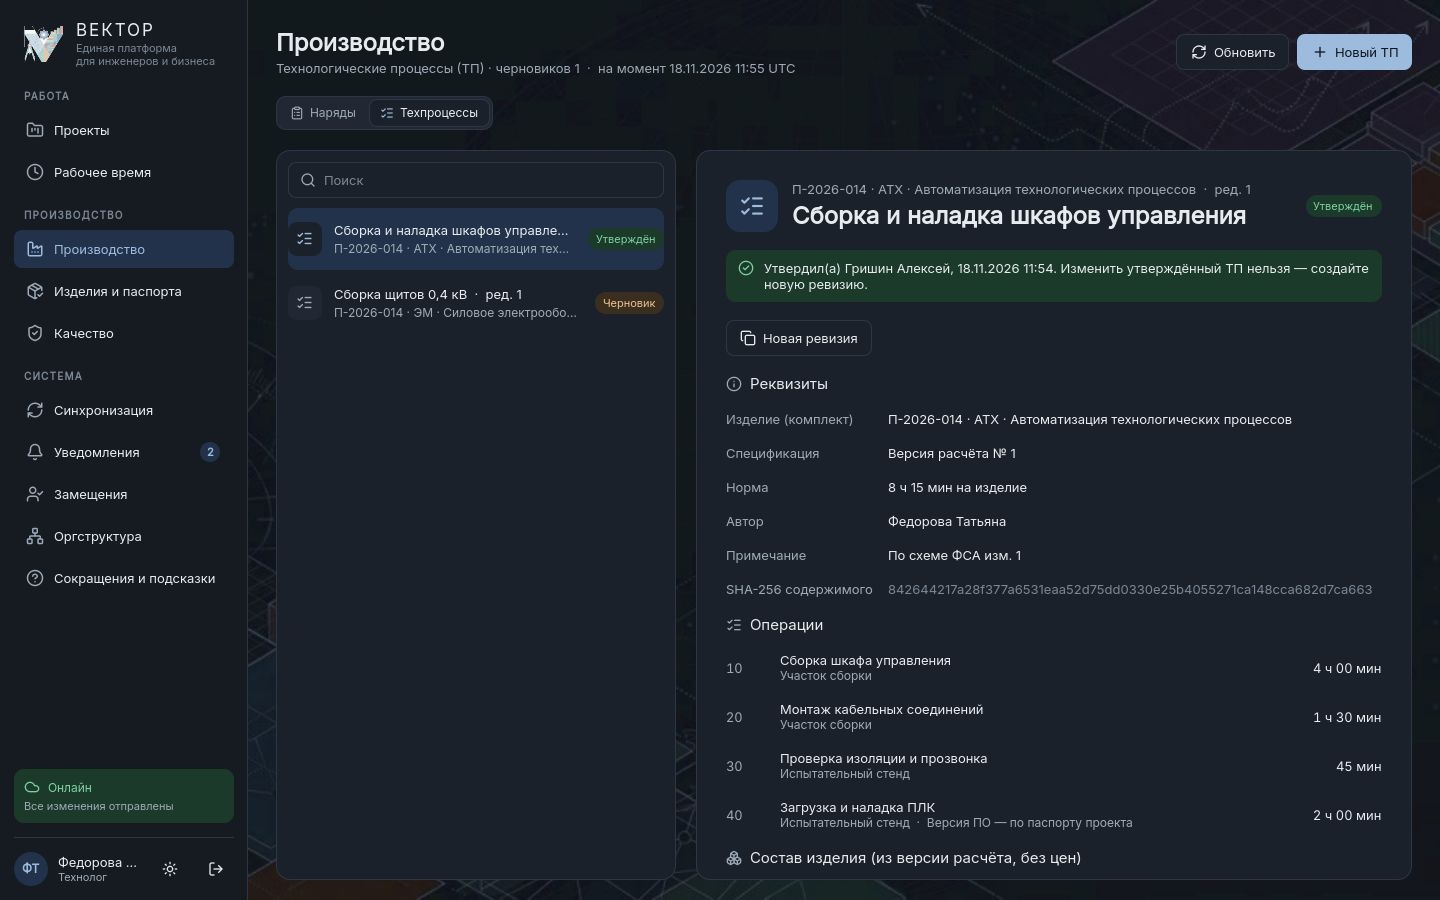 ВЕКТОР
Единая платформа
для инженеров и бизнеса
РАБОТА
Проекты
Рабочее время
ПРОИЗВОДСТВО
Производство
Изделия и паспорта
Качество
СИСТЕМА
Синхронизация
Уведомления 2
Замещения
Оргструктура
Сокращения и подсказки
Онлайн
Все изменения отправлены
ФТ
Федорова ...
Технолог
Производство
Технологические процессы (ТП) · черновиков 1 · на момент 18.11.2026 11:55 UTC
Обновить
Новый ТП
Наряды
Техпроцессы
Поиск
Сборка и наладка шкафов управле...
П-2026-014 · АТХ · Автоматизация тех...
Утверждён
Сборка щитов 0,4 кВ · ред. 1
П-2026-014 · ЭМ · Силовое электрообо...
Черновик
П-2026-014 · АТХ · Автоматизация технологических процессов · ред. 1
Сборка и наладка шкафов управления
Утверждён
Утвердил(а) Гришин Алексей, 18.11.2026 11:54. Изменить утверждённый ТП нельзя — создайте
новую ревизию.
Новая ревизия
Реквизиты
Изделие (комплект) П-2026-014 · АТХ · Автоматизация технологических процессов
Спецификация Версия расчёта № 1
Норма 8 ч 15 мин на изделие
Автор Федорова Татьяна
Примечание По схеме ФСА изм. 1
SHA-256 содержимого 842644217a28f377a6531eaa52d75dd0330e25b4055271ca148cca682d7ca663
Операции
10 Сборка шкафа управления 4 ч 00 мин
Участок сборки
20 Монтаж кабельных соединений 1 ч 30 мин
Участок сборки
30 Проверка изоляции и прозвонка 45 мин
Испытательный стенд
40 Загрузка и наладка ПЛК 2 ч 00 мин
Испытательный стенд · Версия ПО — по паспорту проекта
Состав изделия (из версии расчёта, без цен)